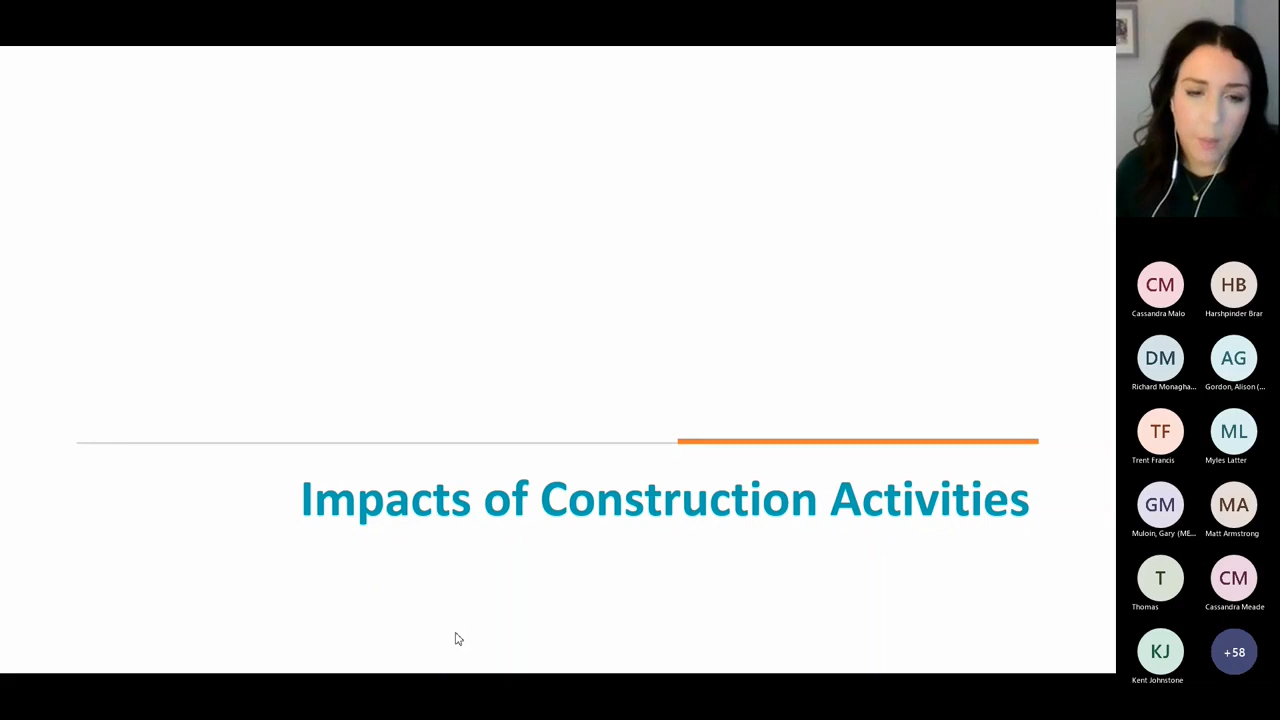 Impacts of Construction Activities
CM
Cassandra Malo
HB
Harshpinder Brar
DM
Richard Monagha...
AG
Gordon, Alison (...
TF
Trent Francis
ML
Myles Latter
GM
Muloin, Gary (ME...
MA
Matt Armstrong
T
Thomas
CM
Cassandra Meade
KJ
Kent Johnstone
+58